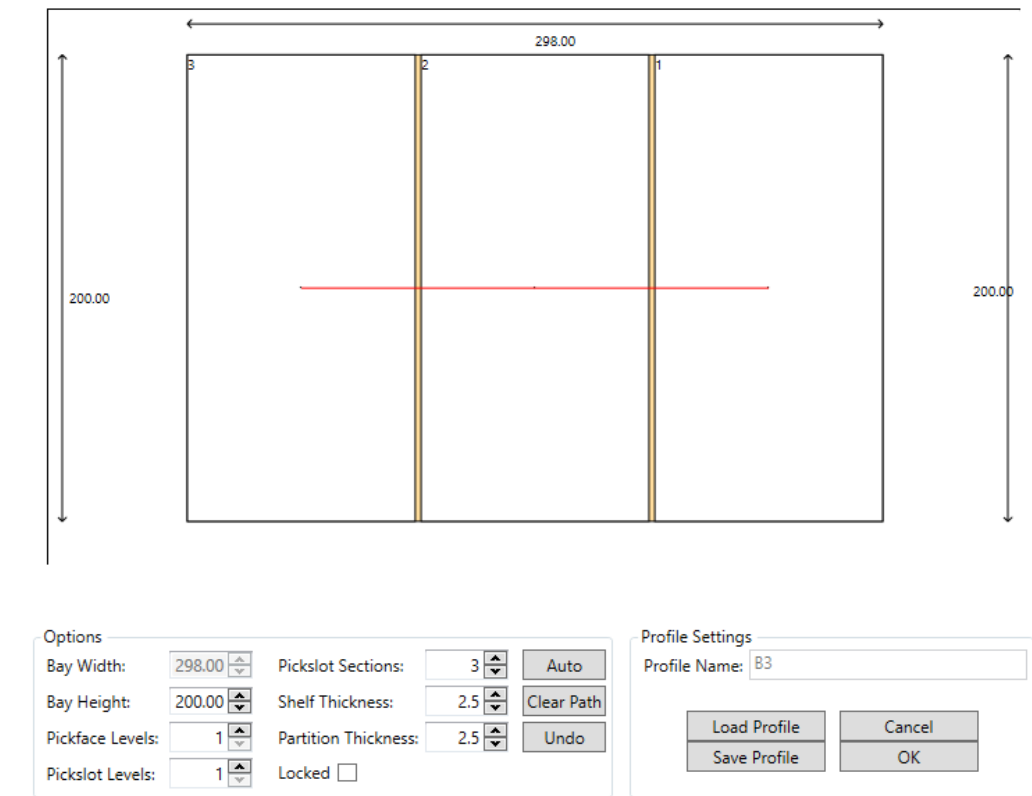 298.00
3
2
1
200.00
200.00
Options
Bay Width: 298.00 Pickslot Sections: 3 Auto
Bay Height: 200.00 Shelf Thickness: 2.5 Clear Path
Pickface Levels: 1 Partition Thickness: 2.5 Undo
Pickslot Levels: 1 Locked
Profile Settings
Profile Name: B3
Load Profile Cancel
Save Profile OK